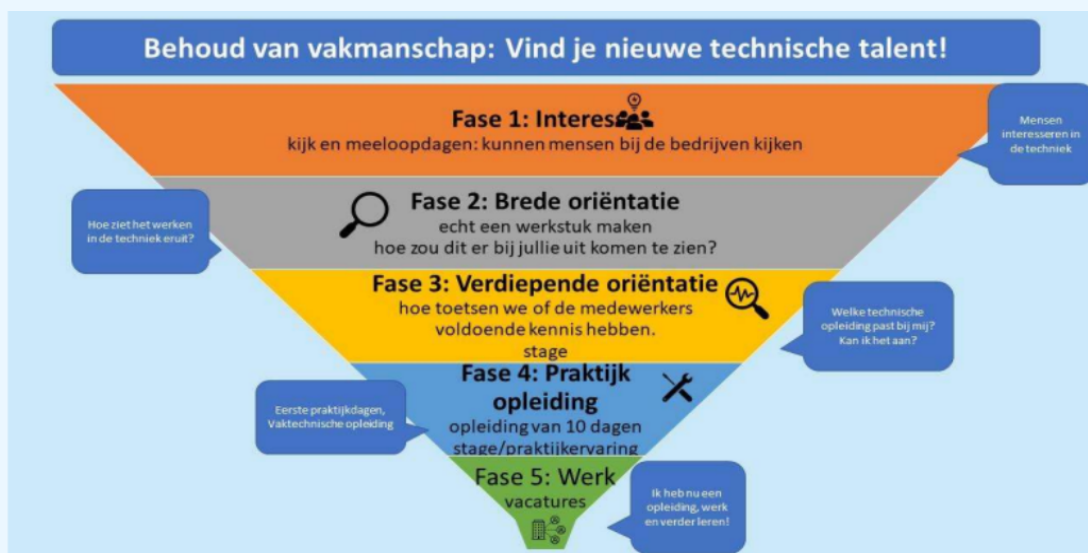 Behoud van vakmanschap: Vind je nieuwe technische talent!
Fase 1: Interes
kijk en meeloopdagen: kunnen mensen bij de bedrijven kijken
Mensen
interesseren in
de techniek
Fase 2: Brede oriëntatie
echt een werkstuk maken
hoe zou dit er bij jullie uit komen te zien?
Hoe ziet het werken
in de techniek eruit?
Fase 3: Verdiepende oriëntatie
hoe toetsen we of de medewerkers
voldoende kennis hebben.
stage
Welke technische
opleiding past bij mij?
Kan ik het aan?
Fase 4: Praktijk
opleiding
opleiding van 10 dagen
stage/praktijkervaring
Eerste praktijkdagen,
Vaktechnische opleiding
Fase 5: Werk
vacatures
Ik heb nu een
opleiding, werk
en verder leren!